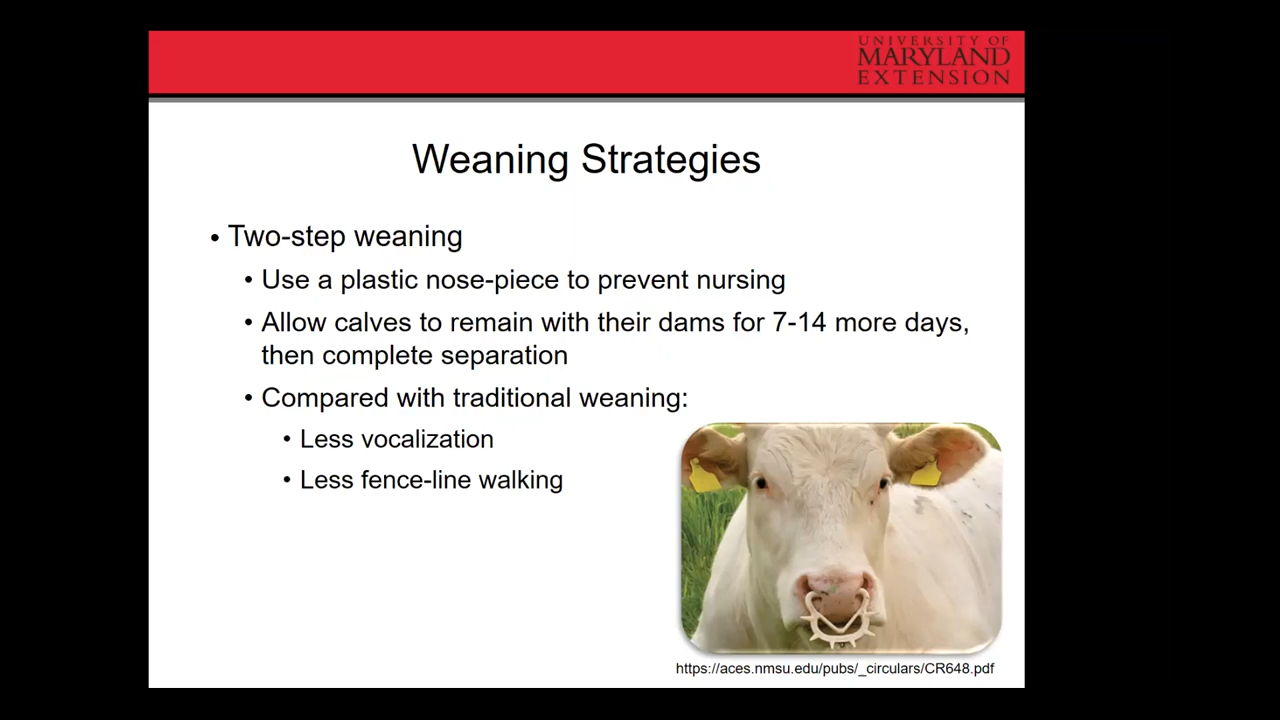 UNIVERSITY OF
MARYLAND
EXTENSION
Weaning Strategies
• Two-step weaning
• Use a plastic nose-piece to prevent nursing
• Allow calves to remain with their dams for 7-14 more days,
then complete separation
• Compared with traditional weaning:
• Less vocalization
• Less fence-line walking
https://aces.nmsu.edu/pubs/_circulars/CR648.pdf